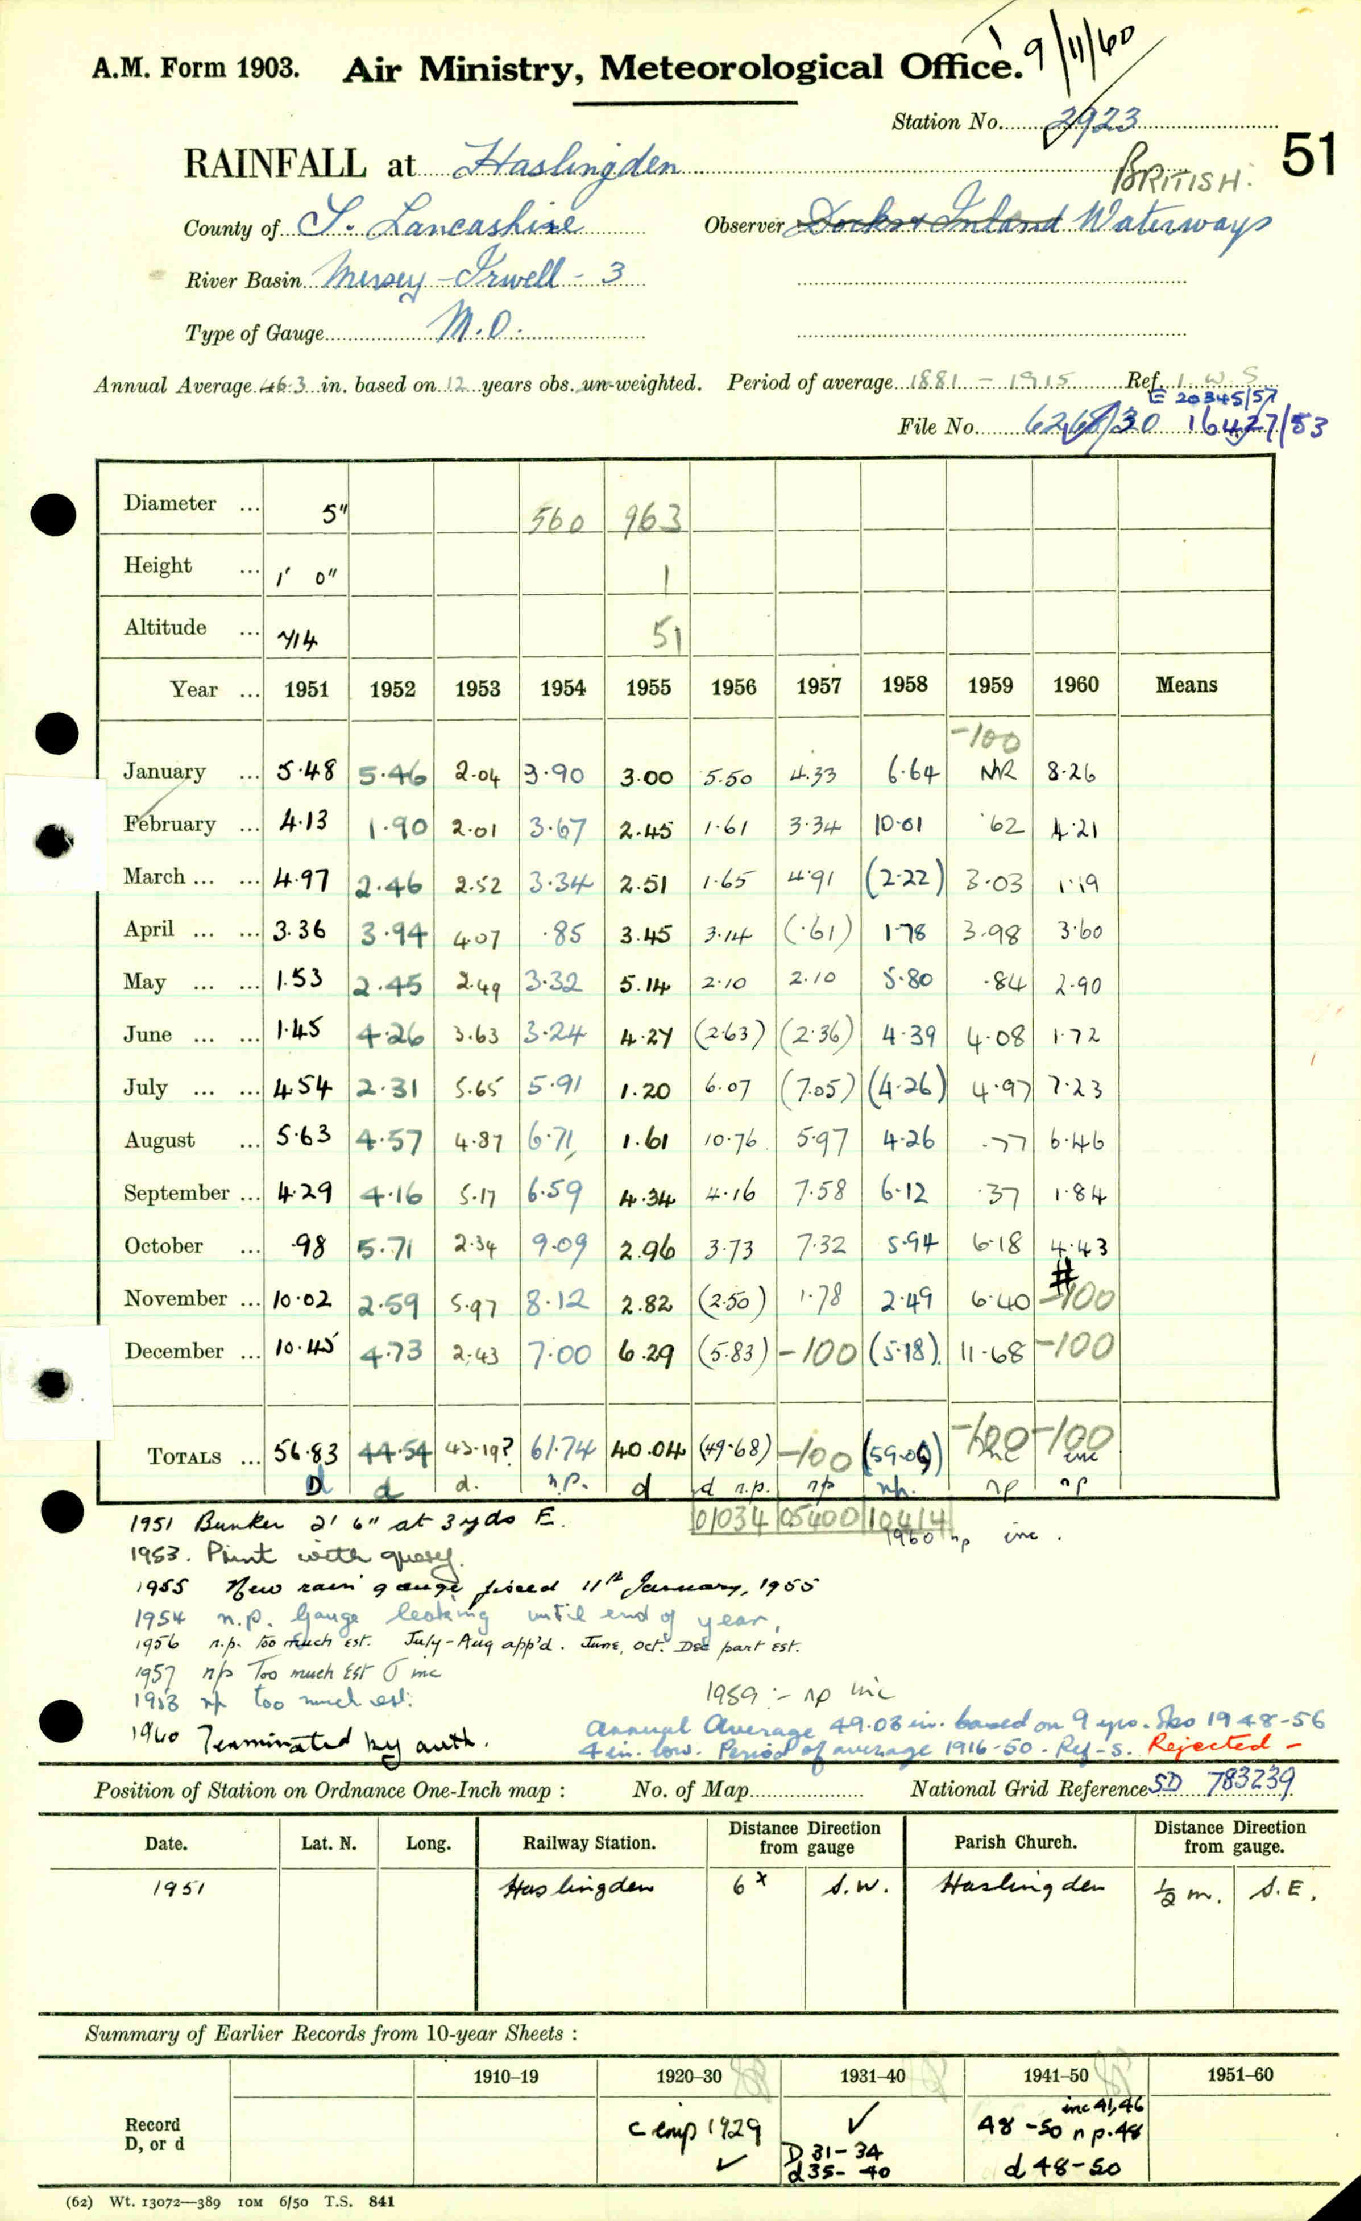 9/11/60
A.M. Form 1903. Air Ministry, Meteorological Office.
Station No. 2923
51
RAINFALL at Haslingden
BRITISH
County of S. Lancashire Observer Docks & Inland Waterways
River Basin Mersey - Irwell - 3
Type of Gauge M.O.
Annual Average 46.3 in. based on 12 years obs. un-weighted. Period of average 1881 - 1915 Ref. I.W.S.
E 20345/57
File No. 6268/30 16427/53
Diameter ... 5" 560 963
Height ... 1' 0" 1
Altitude ... 714 51
Year ... 1951 1952 1953 1954 1955 1956 1957 1958 1959 1960 Means
-100
January ... 5.48 5.46 2.04 3.90 3.00 5.50 4.33 6.64 NR 8.26
February ... 4.13 1.90 2.01 3.67 2.45 1.61 3.34 10.01 .62 4.21
March ... ... 4.97 2.46 2.52 3.34 2.51 1.65 4.91 (2.22) 3.03 1.19
April ... ... 3.36 3.94 4.07 .85 3.45 3.14 (.61) 1.78 3.98 3.60
May ... ... 1.53 2.45 2.49 3.32 5.14 2.10 2.10 5.80 .84 2.90
June ... ... 1.45 4.26 3.63 3.24 4.27 (2.63) (2.36) 4.39 4.08 1.72
July ... ... 4.54 2.31 5.65 5.91 1.20 6.07 (7.05) (4.26) 4.97 7.23
August ... 5.63 4.57 4.87 6.71 1.61 10.76 5.97 4.26 .77 6.46
September ... 4.29 4.16 5.17 6.59 4.34 4.16 7.58 6.12 .37 1.84
October ... .98 5.71 2.34 9.09 2.96 3.73 7.32 5.94 6.18 4.43
November ... 10.02 2.59 5.97 8.12 2.82 (2.50) 1.78 2.49 6.40 # -100
December ... 10.45 4.73 2.43 7.00 6.29 (5.83) -100 (5.18) 11.68 -100
TOTALS ... 56.83 44.54 43.19? 61.74 40.04 (49.68) -100 (59.09) -100 -100
inc
D d d. n.p. d d n.p. np np. np np
01034 05400 10414
1951 Bunker 2' 6" at 3 yds E.
1960 np inc.
1953. Print with query.
1955 New rain gauge fixed 11th January, 1955
1954 n.p. Gauge leaking until end of year,
1956 n.p. too much est. July-Aug app'd. June, Oct. Dec part est.
1957 np Too much Est inc
1958 np too much est.
1959 :- np inc
1960 Terminated by auth.
Annual Average 49.03 in. based on 9 yrs. obs 1948-56
4 in. low. Period of average 1916-50. Ref-S. Rejected -
Position of Station on Ordnance One-Inch map : No. of Map National Grid Reference SD 783239
Date. Lat. N. Long. Railway Station. Distance from Direction gauge Parish Church. Distance from Direction gauge.
1951 Haslingden 6x S.W. Haslingden ½ m. S.E.
Summary of Earlier Records from 10-year Sheets :
1910–19 1920–30 1931–40 1941–50 1951–60
Record D, or d
comp 1929 ✓
✓ D 31-34 d 35-40
inc 41,46
48-50 n p. 48
d 48-50
(62) Wt. 13072—389 10M 6/50 T.S. 841